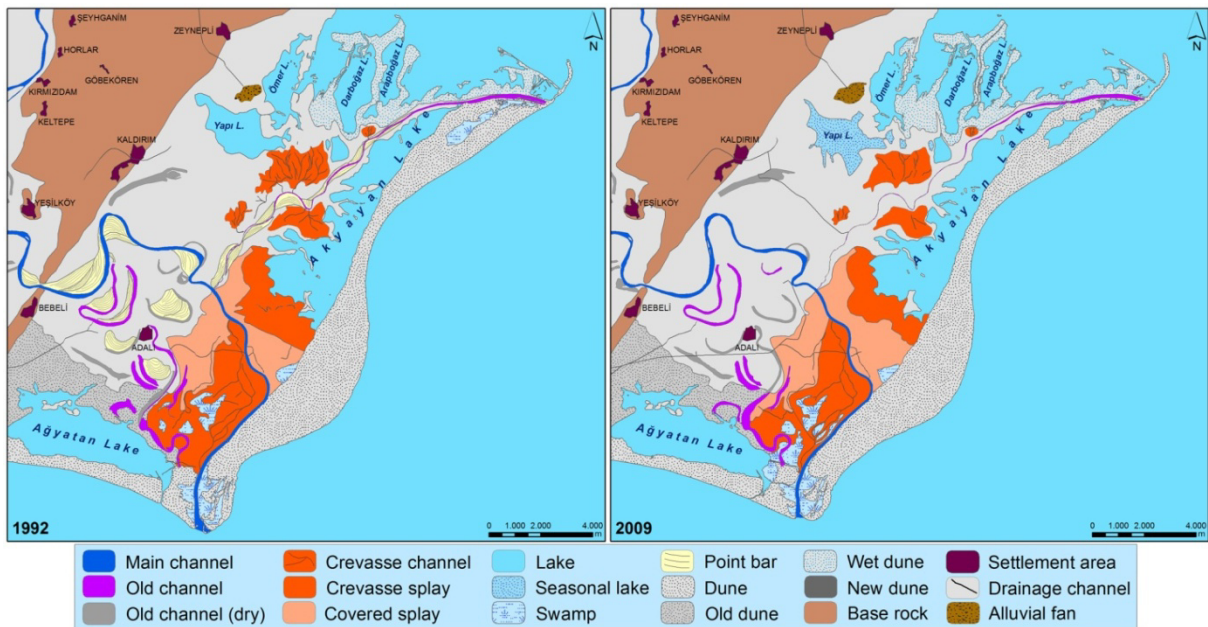 ŞEYHGANİM
HORLAR
GÖBEKÖREN
KIRMIZIDAM
KELTEPE
ZEYNEPLİ
KALDIRIM
YEŞİLKÖY
BEBELİ
ADALI
Yapı L.
Ömer L.
Darboğaz L.
Arapboğaz L.
Akyayan Lake
Ağyatan Lake
N
1992
0 1.000 2.000 4.000
m
ŞEYHGANİM
HORLAR
GÖBEKÖREN
KIRMIZIDAM
KELTEPE
ZEYNEPLİ
KALDIRIM
YEŞİLKÖY
BEBELİ
ADALI
Yapı L.
Ömer L.
Darboğaz L.
Arapboğaz L.
Akyayan Lake
Ağyatan Lake
N
2009
0 1.000 2.000 4.000
m
Main channel
Old channel
Old channel (dry)
Crevasse channel
Crevasse splay
Covered splay
Lake
Seasonal lake
Swamp
Point bar
Dune
Old dune
Wet dune
New dune
Base rock
Settlement area
Drainage channel
Alluvial fan